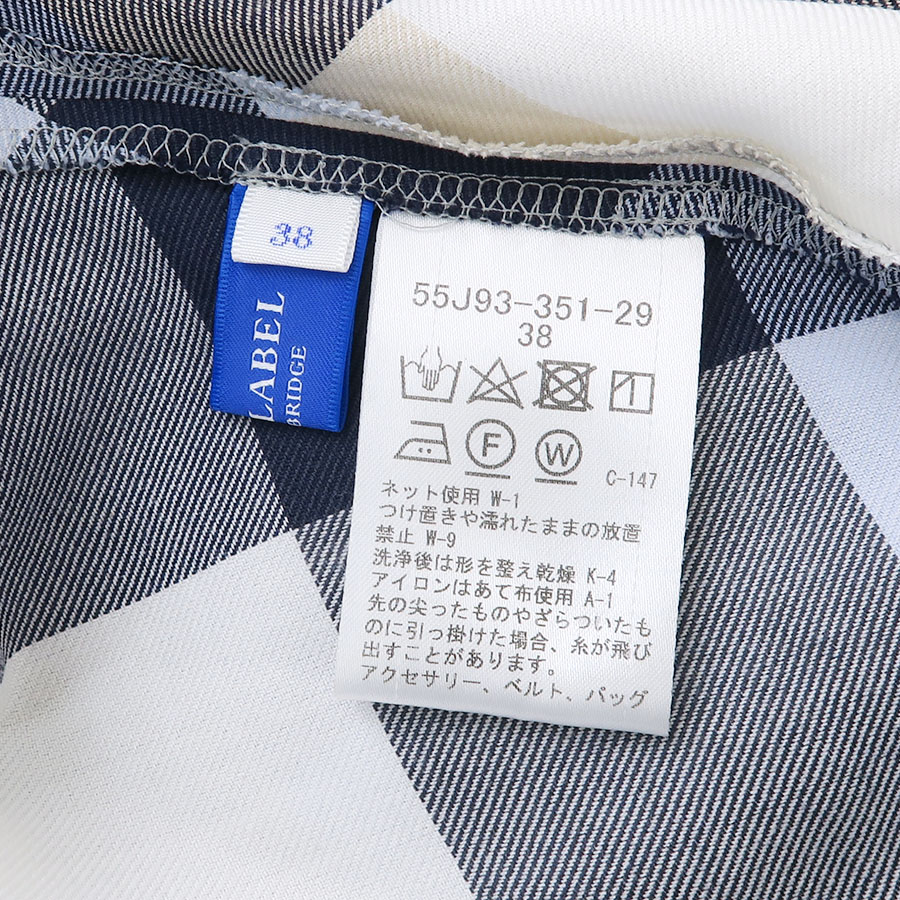 38
LABEL
BRIDGE
55J93-351-29
38
F
W
C-147
ネット使用 W-1
つけ置きや濡れたままの放置
禁止 W-9
洗浄後は形を整え乾燥 K-4
アイロンはあて布使用 A-1
先の尖ったものやざらついたも
のに引っ掛けた場合、糸が飛び
出すことがあります。
アクセサリー、ベルト、バッグ